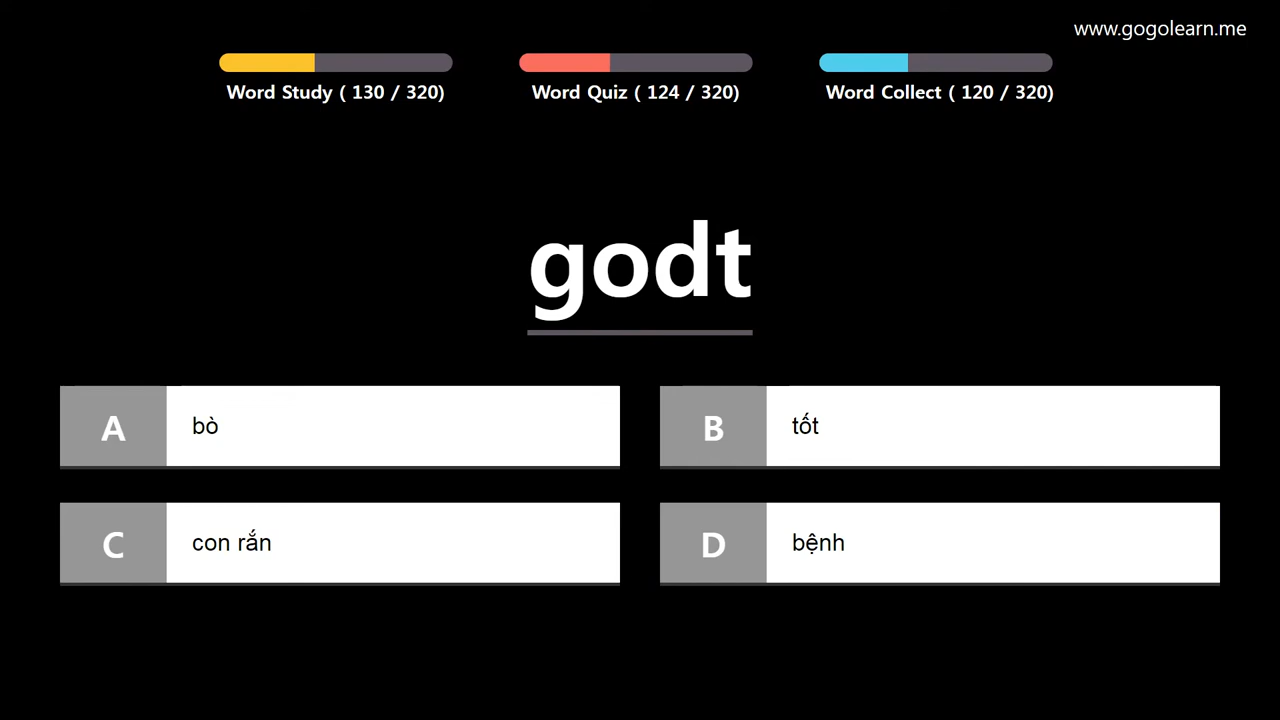 www.gogolearn.me
Word Study ( 130 / 320)
Word Quiz ( 124 / 320)
Word Collect ( 120 / 320)
godt
A bò
B tốt
C con rắn
D bệnh